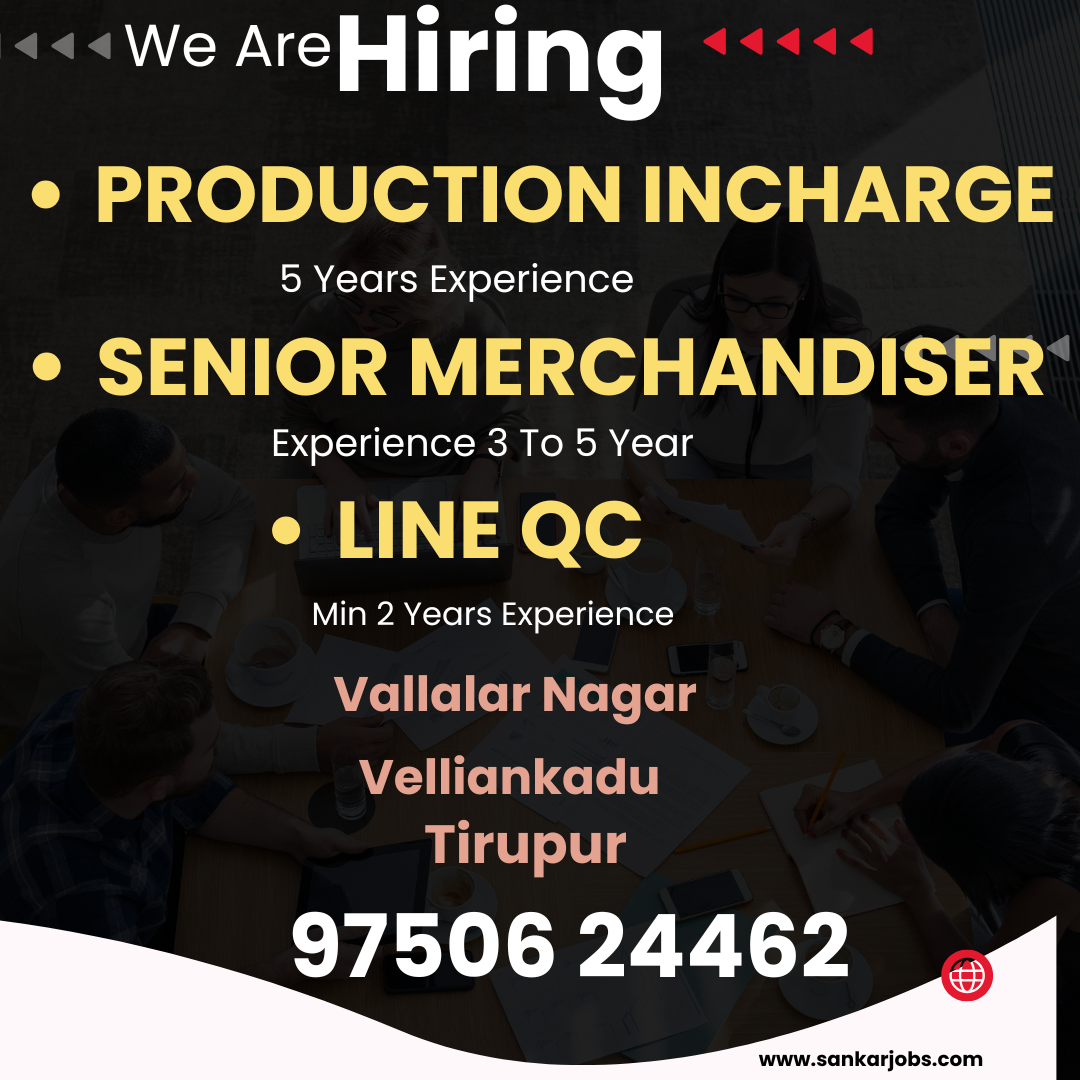 We Are Hiring
• PRODUCTION INCHARGE
5 Years Experience
• SENIOR MERCHANDISER
Experience 3 To 5 Year
• LINE QC
Min 2 Years Experience
Vallalar Nagar
Velliankadu
Tirupur
97506 24462
www.sankarjobs.com